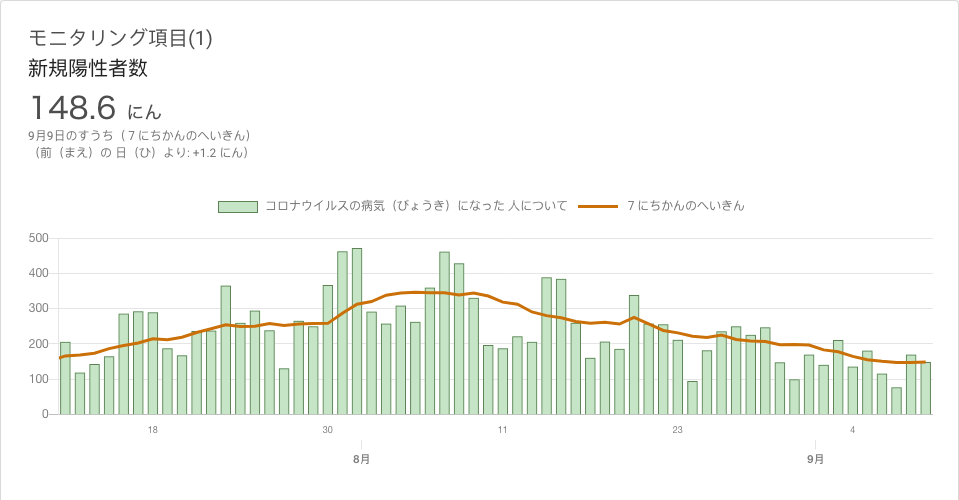 モニタリング項目(1)
新規陽性者数
148.6 にん
9月9日のすうち（７にちかんのへいきん）
（前（まえ）の 日（ひ）より: +1.2 にん）
コロナウイルスの病気（びょうき）になった 人について ７にちかんのへいきん
500
400
300
200
100
0
18 30 11 23 4
8月 9月